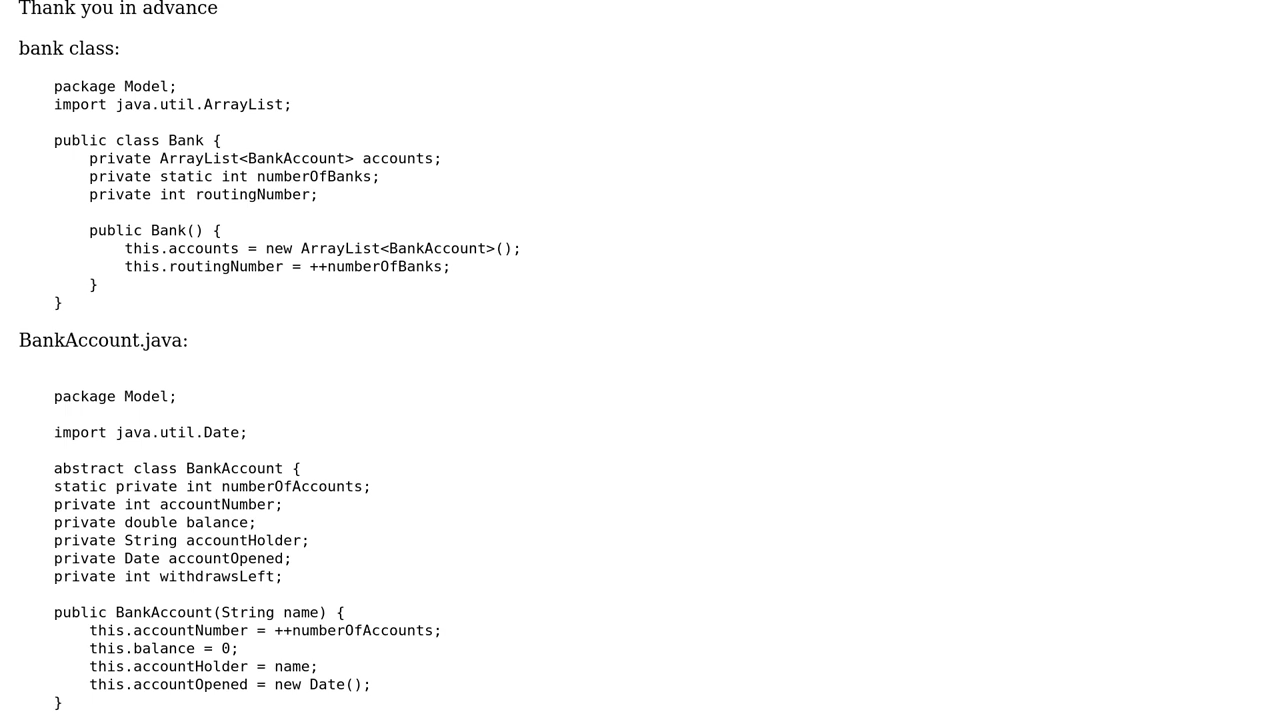 Thank you in advance
bank class:
package Model;
import java.util.ArrayList;
public class Bank {
private ArrayList<BankAccount> accounts;
private static int numberOfBanks;
private int routingNumber;
public Bank() {
this.accounts = new ArrayList<BankAccount>();
this.routingNumber = ++numberOfBanks;
}
}
BankAccount.java:
package Model;
import java.util.Date;
abstract class BankAccount {
static private int numberOfAccounts;
private int accountNumber;
private double balance;
private String accountHolder;
private Date accountOpened;
private int withdrawsLeft;
public BankAccount(String name) {
this.accountNumber = ++numberOfAccounts;
this.balance = 0;
this.accountHolder = name;
this.accountOpened = new Date();
}